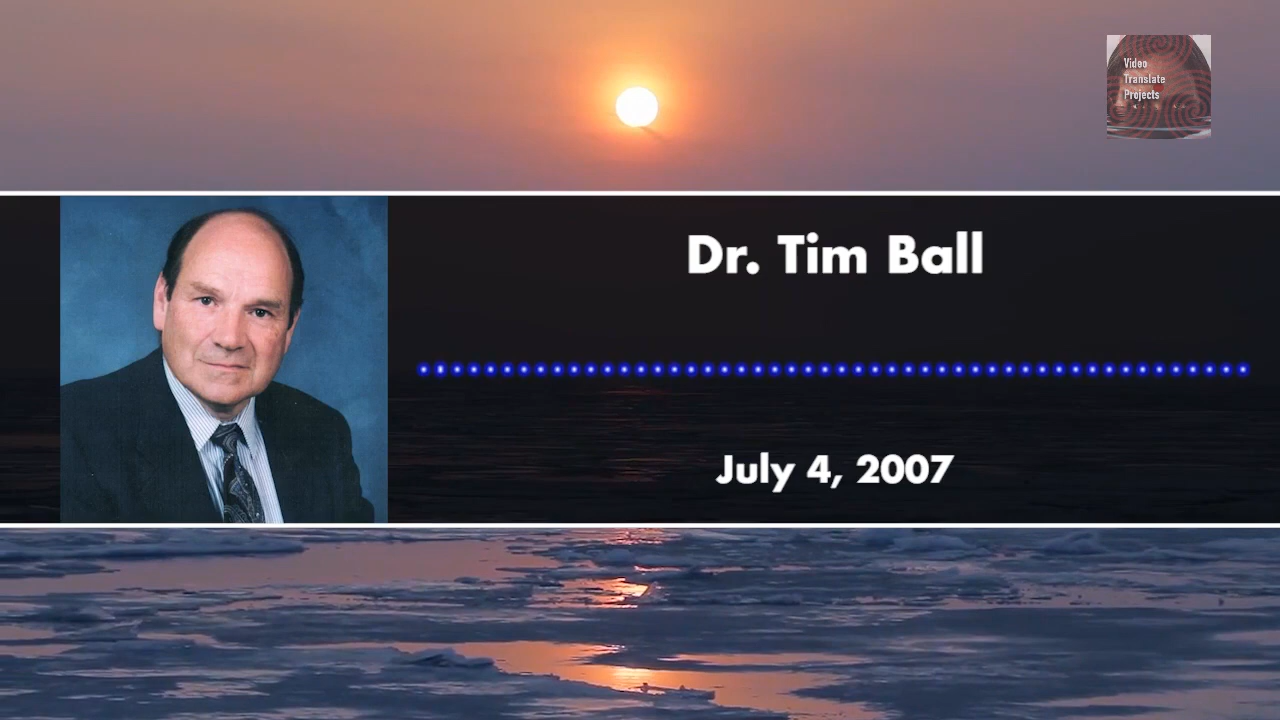 Video
Translate
Projects
Dr. Tim Ball
July 4, 2007